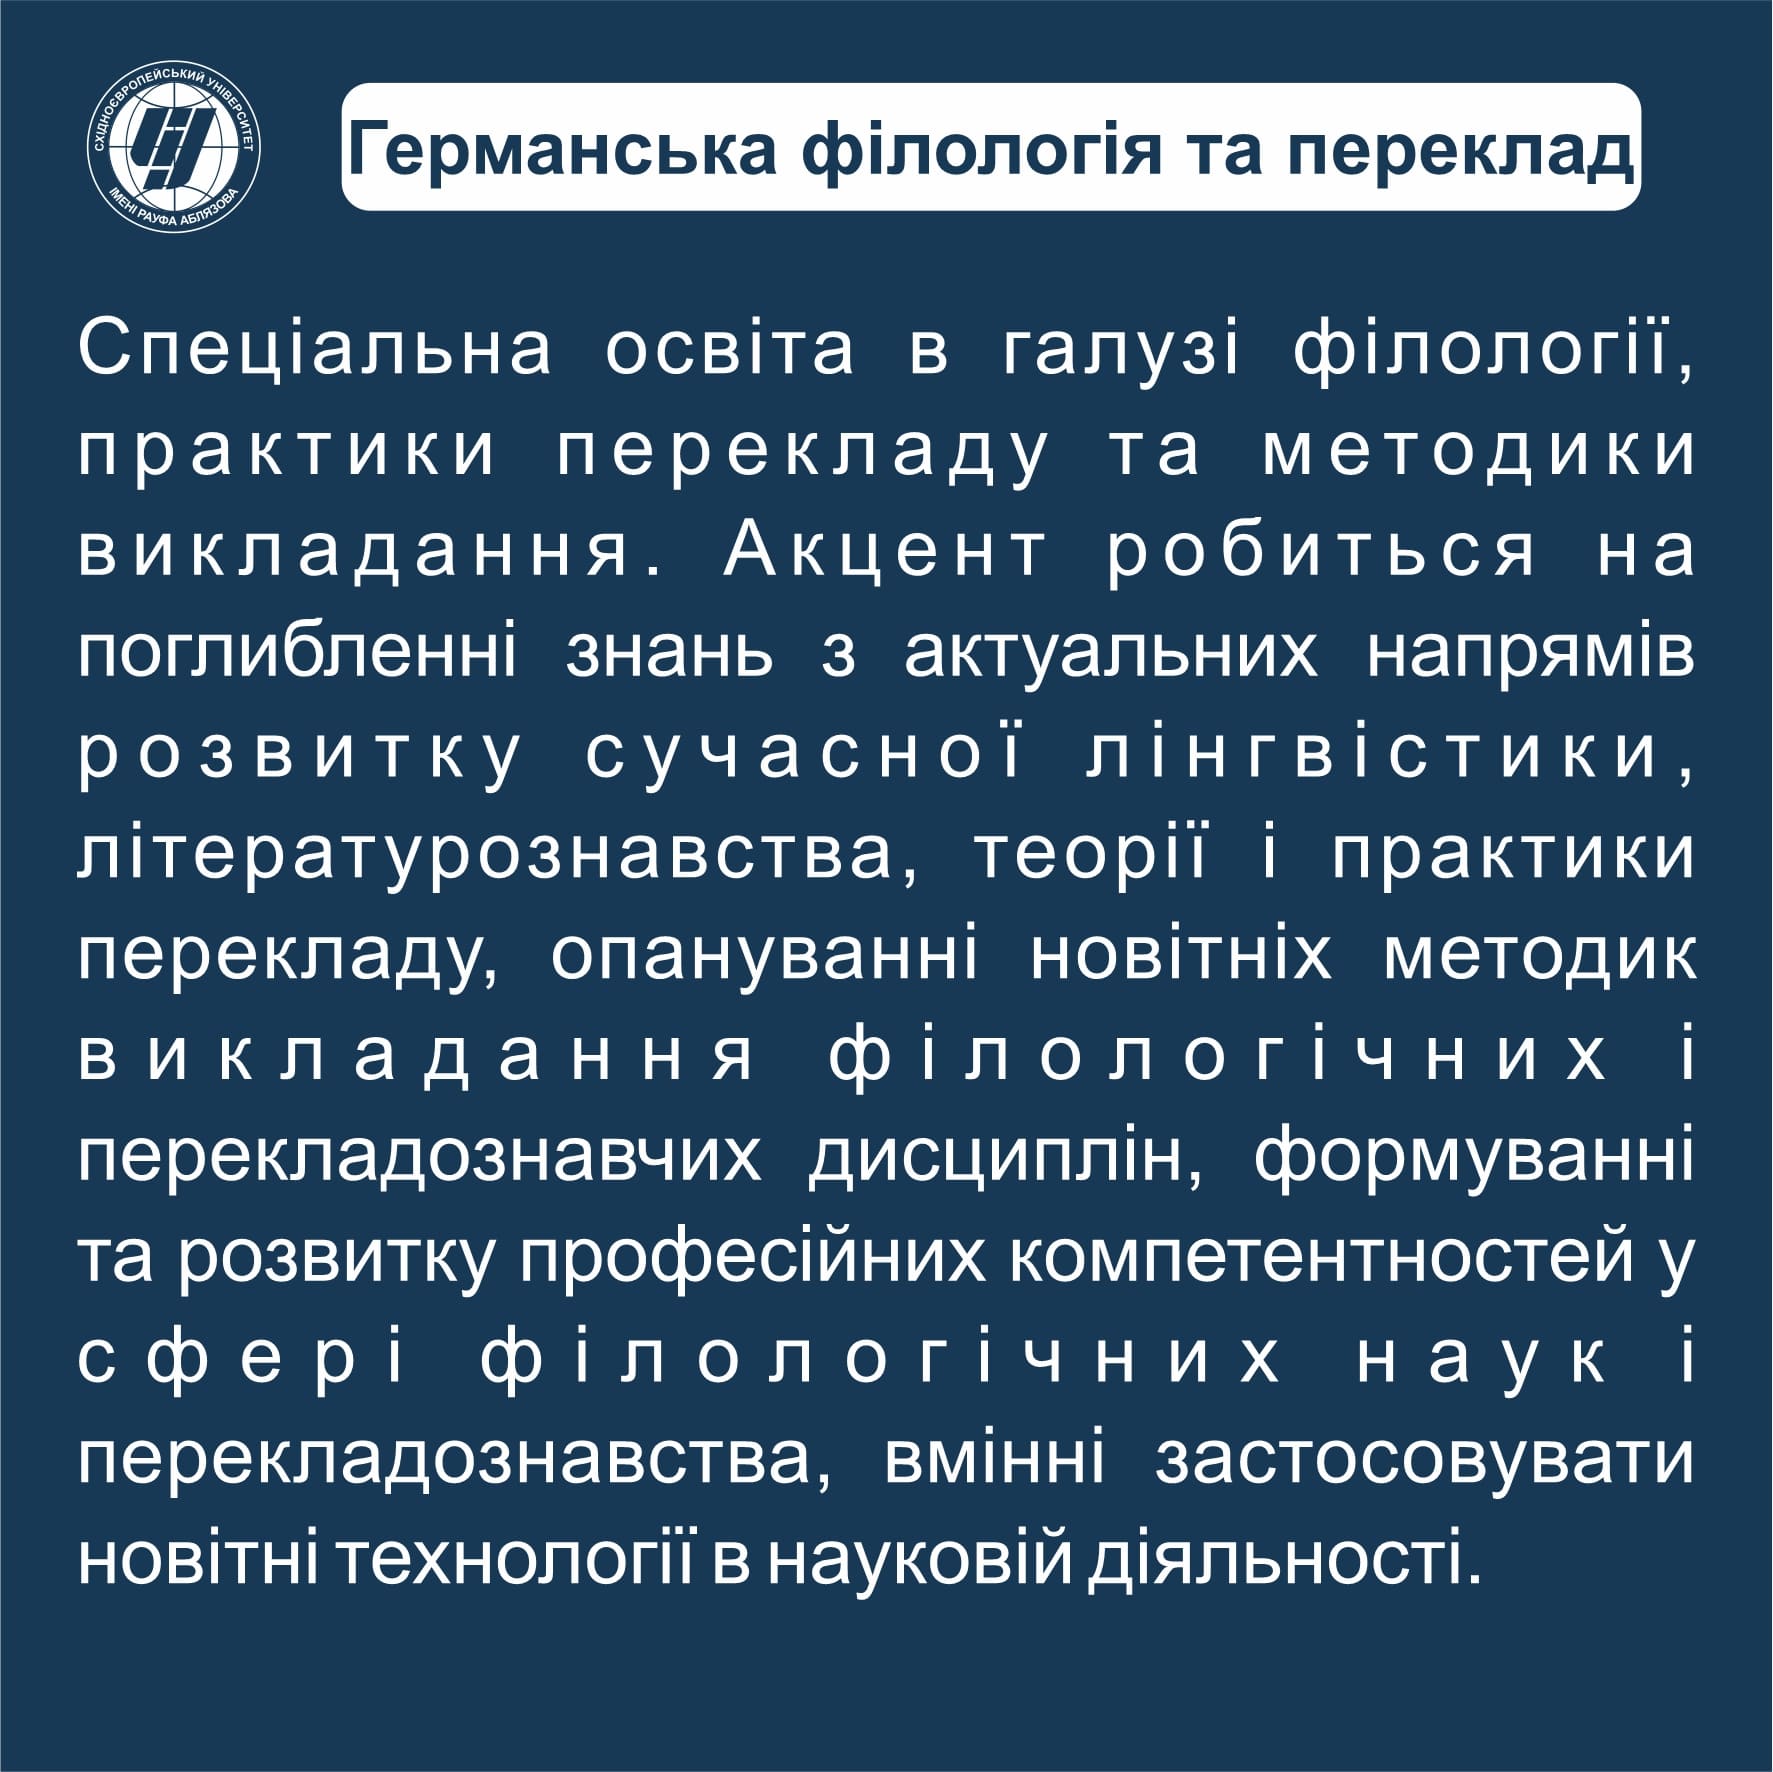 СХІДНОЄВРОПЕЙСЬКИЙ УНІВЕРСИТЕТ
ІМЕНІ РАУФА АБЛЯЗОВА
Германська філологія та переклад
Спеціальна освіта в галузі філології,
практики перекладу та методики
викладання. Акцент робиться на
поглибленні знань з актуальних напрямів
розвитку сучасної лінгвістики,
літературознавства, теорії і практики
перекладу, опануванні новітніх методик
викладання філологічних і
перекладознавчих дисциплін, формуванні
та розвитку професійних компетентностей у
сфері філологічних наук і
перекладознавства, вмінні застосовувати
новітні технології в науковій діяльності.